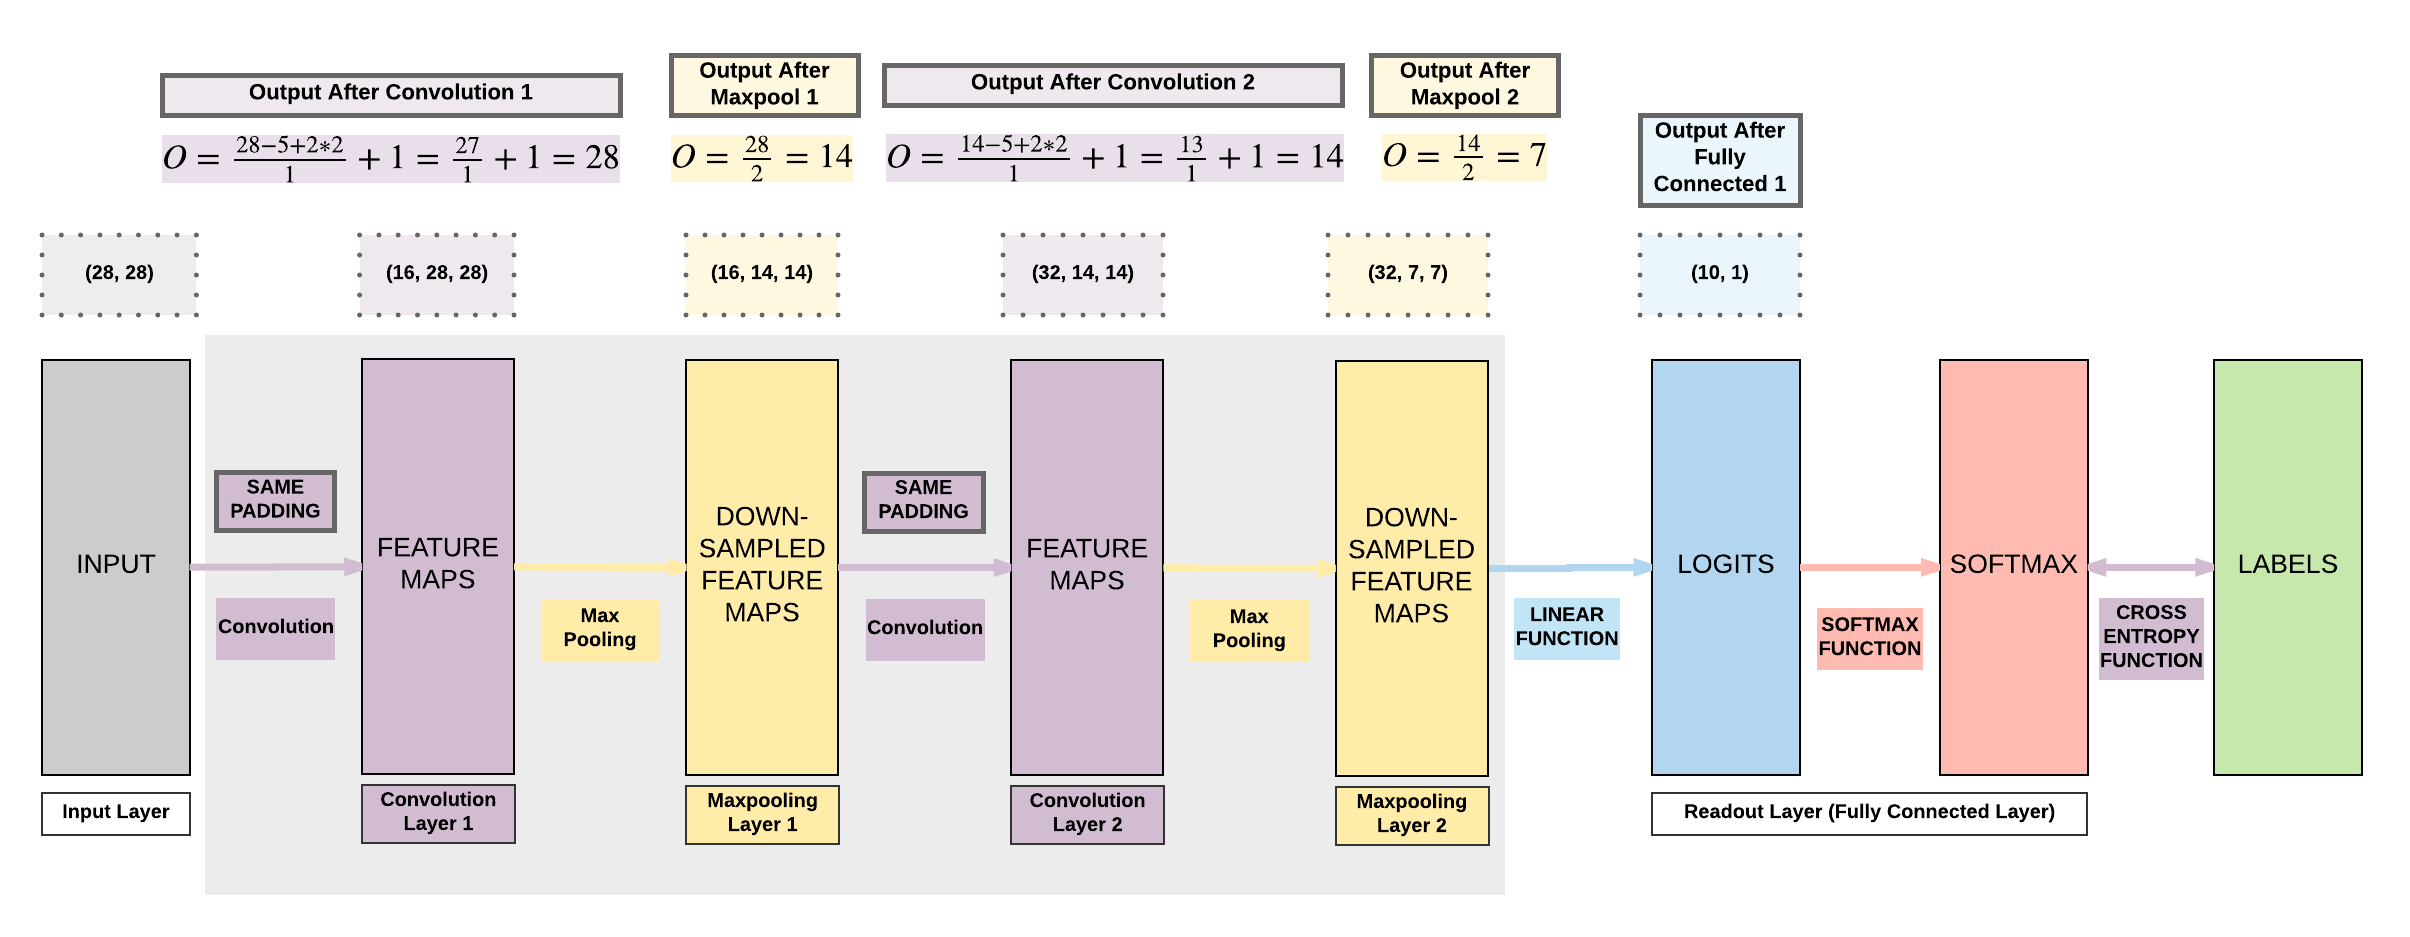 Output After Convolution 1
Output After
Maxpool 1
Output After Convolution 2
Output After
Maxpool 2
Output After
Fully
Connected 1
O = \frac{28−5+2∗2}{1} + 1 = \frac{27}{1} + 1 = 28
O = \frac{28}{2} = 14
O = \frac{14−5+2∗2}{1} + 1 = \frac{13}{1} + 1 = 14
O = \frac{14}{2} = 7
(28, 28)
(16, 28, 28)
(16, 14, 14)
(32, 14, 14)
(32, 7, 7)
(10, 1)
INPUT
SAME
PADDING
Convolution
FEATURE
MAPS
Max
Pooling
DOWN-
SAMPLED
FEATURE
MAPS
SAME
PADDING
Convolution
FEATURE
MAPS
Max
Pooling
DOWN-
SAMPLED
FEATURE
MAPS
LINEAR
FUNCTION
LOGITS
SOFTMAX
FUNCTION
SOFTMAX
CROSS
ENTROPY
FUNCTION
LABELS
Input Layer
Convolution
Layer 1
Maxpooling
Layer 1
Convolution
Layer 2
Maxpooling
Layer 2
Readout Layer (Fully Connected Layer)